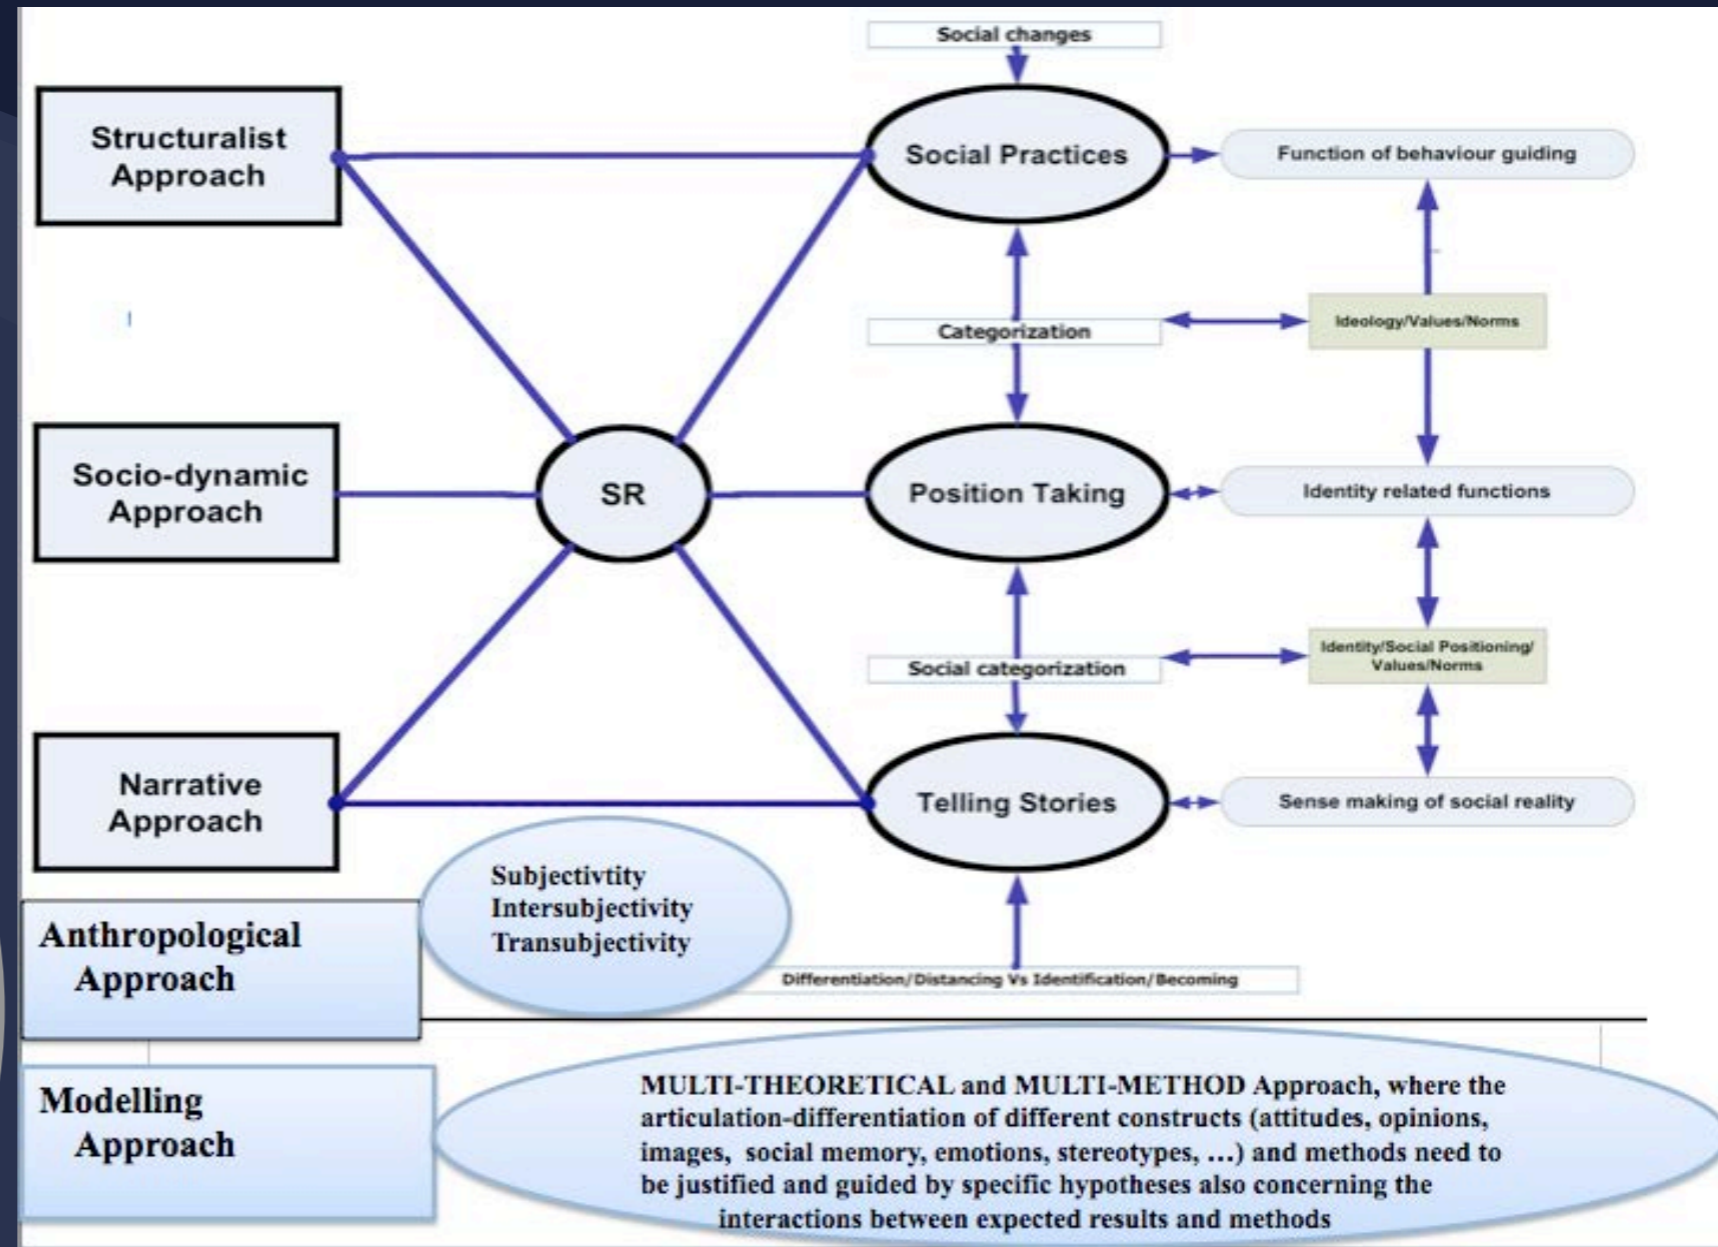 Social changes
Structuralist
Approach
Social Practices
Function of behaviour guiding
Categorization
Ideology/Values/Norms
Socio-dynamic
Approach
SR
Position Taking
Identity related functions
Social categorization
Identity/Social Positioning/
Values/Norms
Narrative
Approach
Telling Stories
Sense making of social reality
Subjectivtity
Intersubjectivity
Transubjectivity
Anthropological
Approach
Differentiation/Distancing Vs Identification/Becoming
Modelling
Approach
MULTI-THEORETICAL and MULTI-METHOD Approach, where the
articulation-differentiation of different constructs (attitudes, opinions,
images, social memory, emotions, stereotypes, ...) and methods need to
be justified and guided by specific hypotheses also concerning the
interactions between expected results and methods